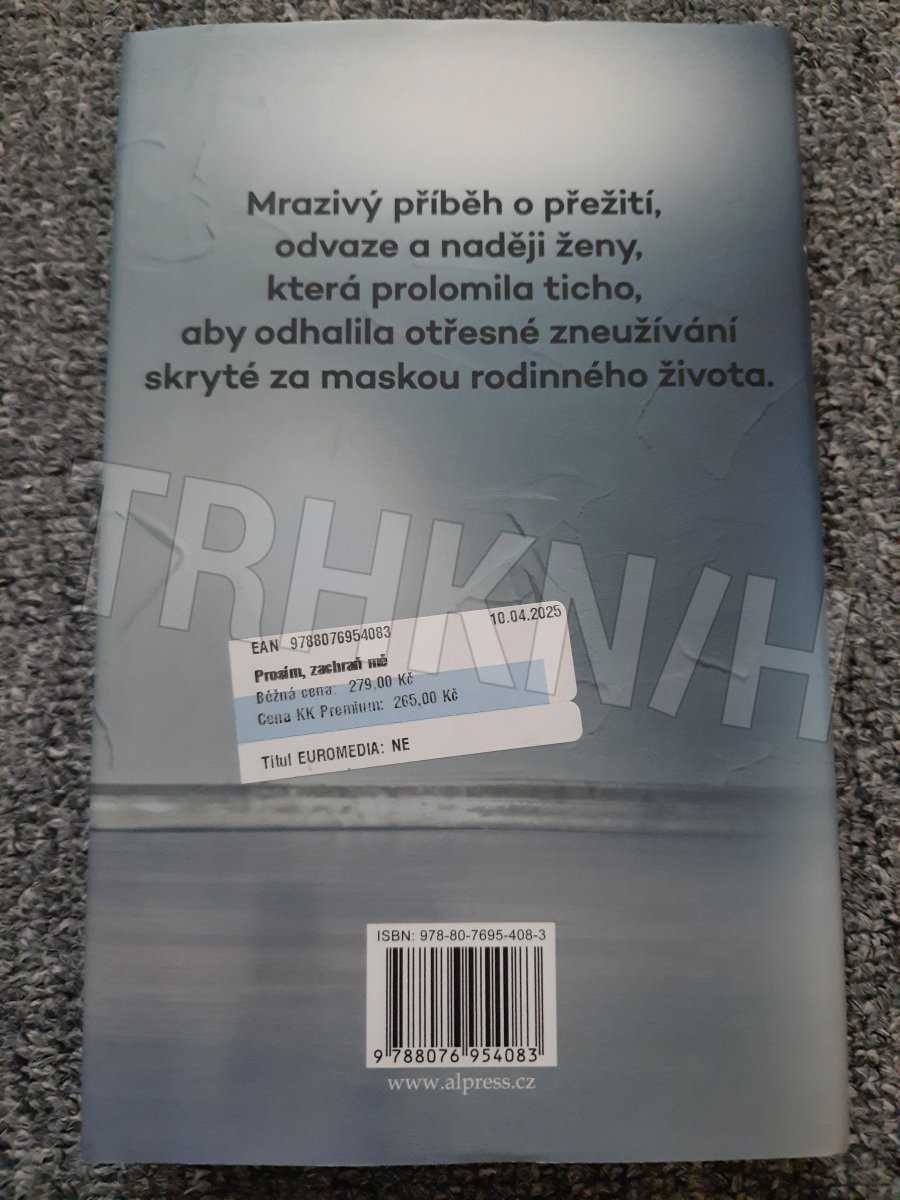 Mrazivý příběh o přežití,
odvaze a naději ženy,
která prolomila ticho,
aby odhalila otřesné zneužívání
skryté za maskou rodinného života.
TRHKNIH
EAN 9788076954083 10.04.2025
Prosím, zachraň mě
Běžná cena: 279,00 Kč
Cena KK Premium: 265,00 Kč
Titul EUROMEDIA: NE
ISBN: 978-80-7695-408-3
9 788076 954083
www.alpress.cz